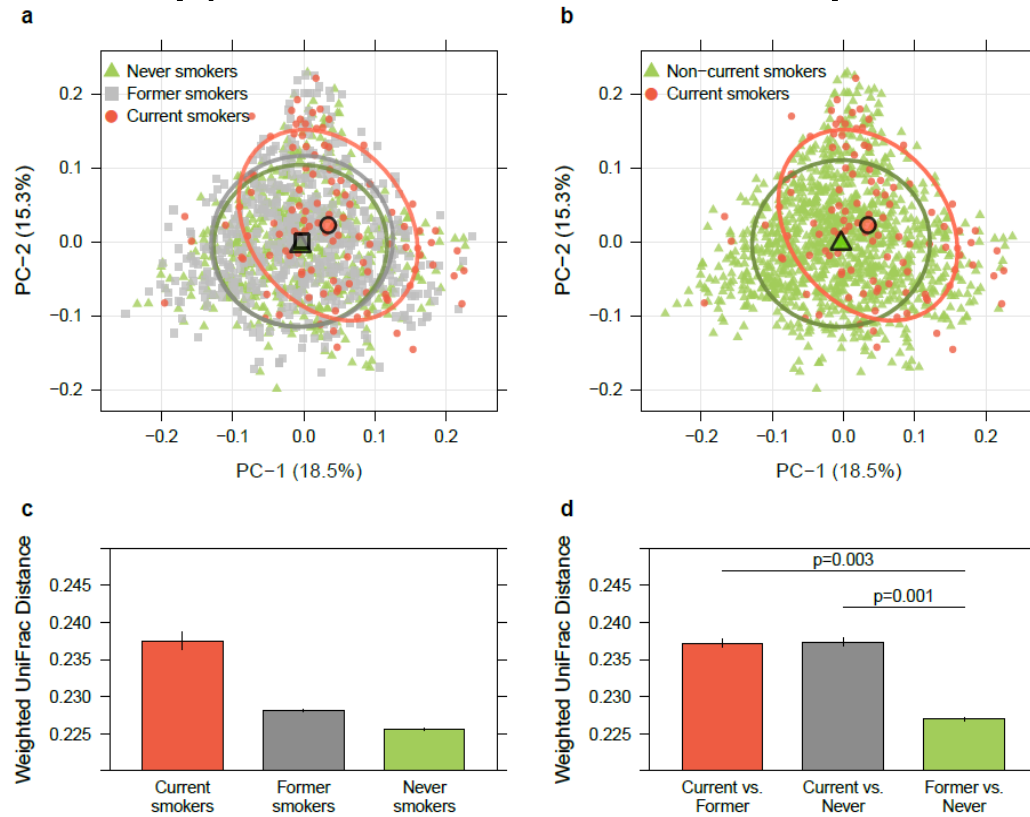 a
Never smokers
Former smokers
Current smokers
PC−2 (15.3%)
0.2
0.1
0.0
−0.1
−0.2
−0.2
−0.1
0.0
0.1
0.2
PC−1 (18.5%)
b
Non-current smokers
Current smokers
PC−2 (15.3%)
0.2
0.1
0.0
−0.1
−0.2
−0.2
−0.1
0.0
0.1
0.2
PC−1 (18.5%)
c
Weighted UniFrac Distance
0.245
0.240
0.235
0.230
0.225
Current
smokers
Former
smokers
Never
smokers
d
Weighted UniFrac Distance
0.245
0.240
0.235
0.230
0.225
p=0.003
p=0.001
Current vs.
Former
Current vs.
Never
Former vs.
Never